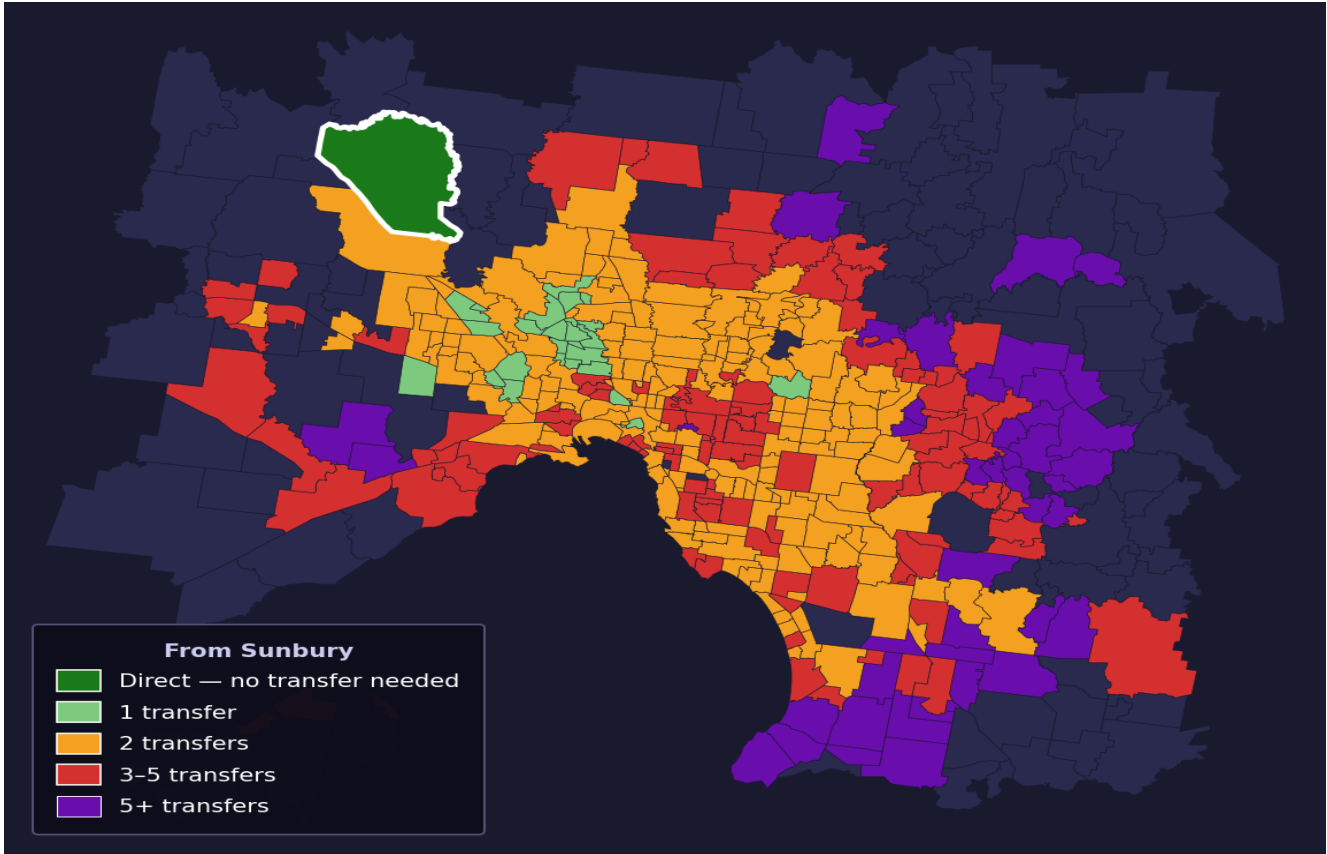 From Sunbury
Direct — no transfer needed
1 transfer
2 transfers
3–5 transfers
5+ transfers